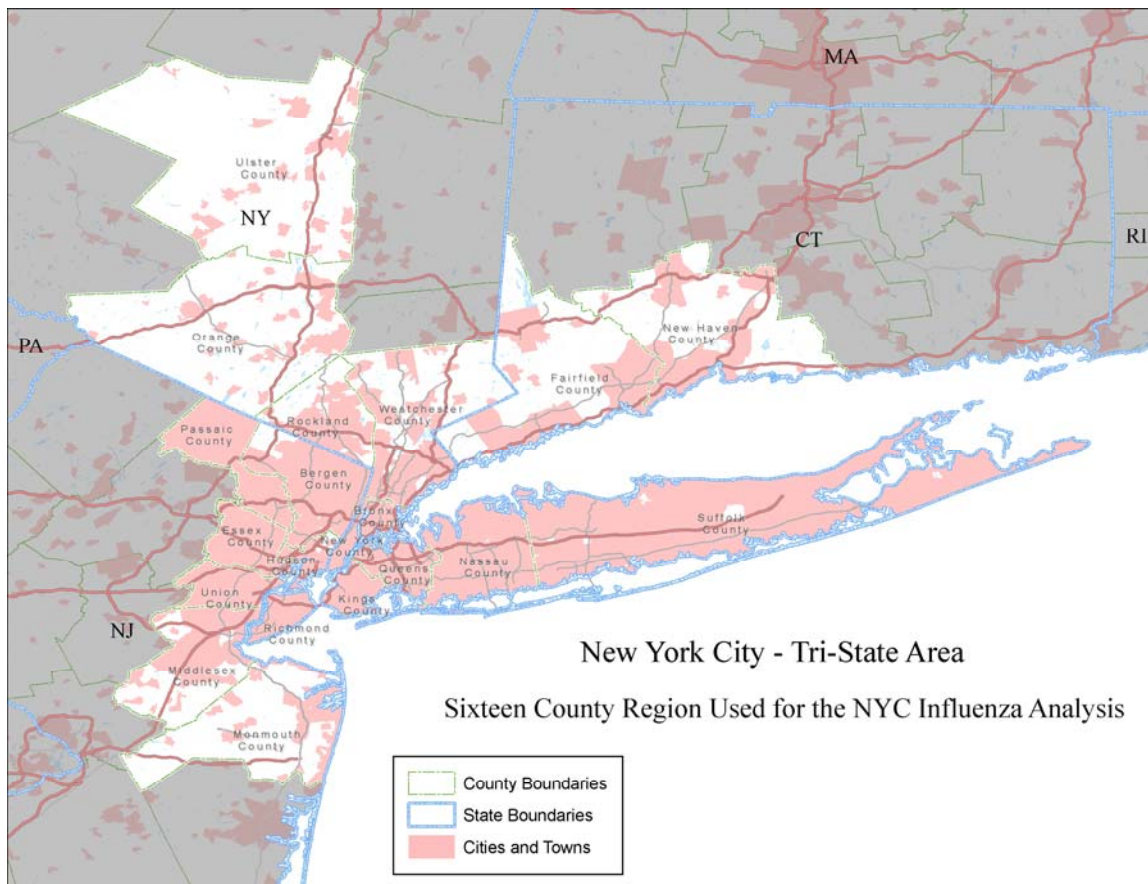 MA
Ulster
County
NY
CT
RI
PA
Orange
County
New Haven
County
Fairfield
County
Westchester
County
Rockland
County
Passaic
County
Bergen
County
Bronx
County
Essex
County
New York
County
Hudson
County
Queens
County
Nassau
County
Suffolk
County
Union
County
Kings
County
NJ
Richmond
County
Middlesex
County
Monmouth
County
New York City - Tri-State Area
Sixteen County Region Used for the NYC Influenza Analysis
County Boundaries
State Boundaries
Cities and Towns